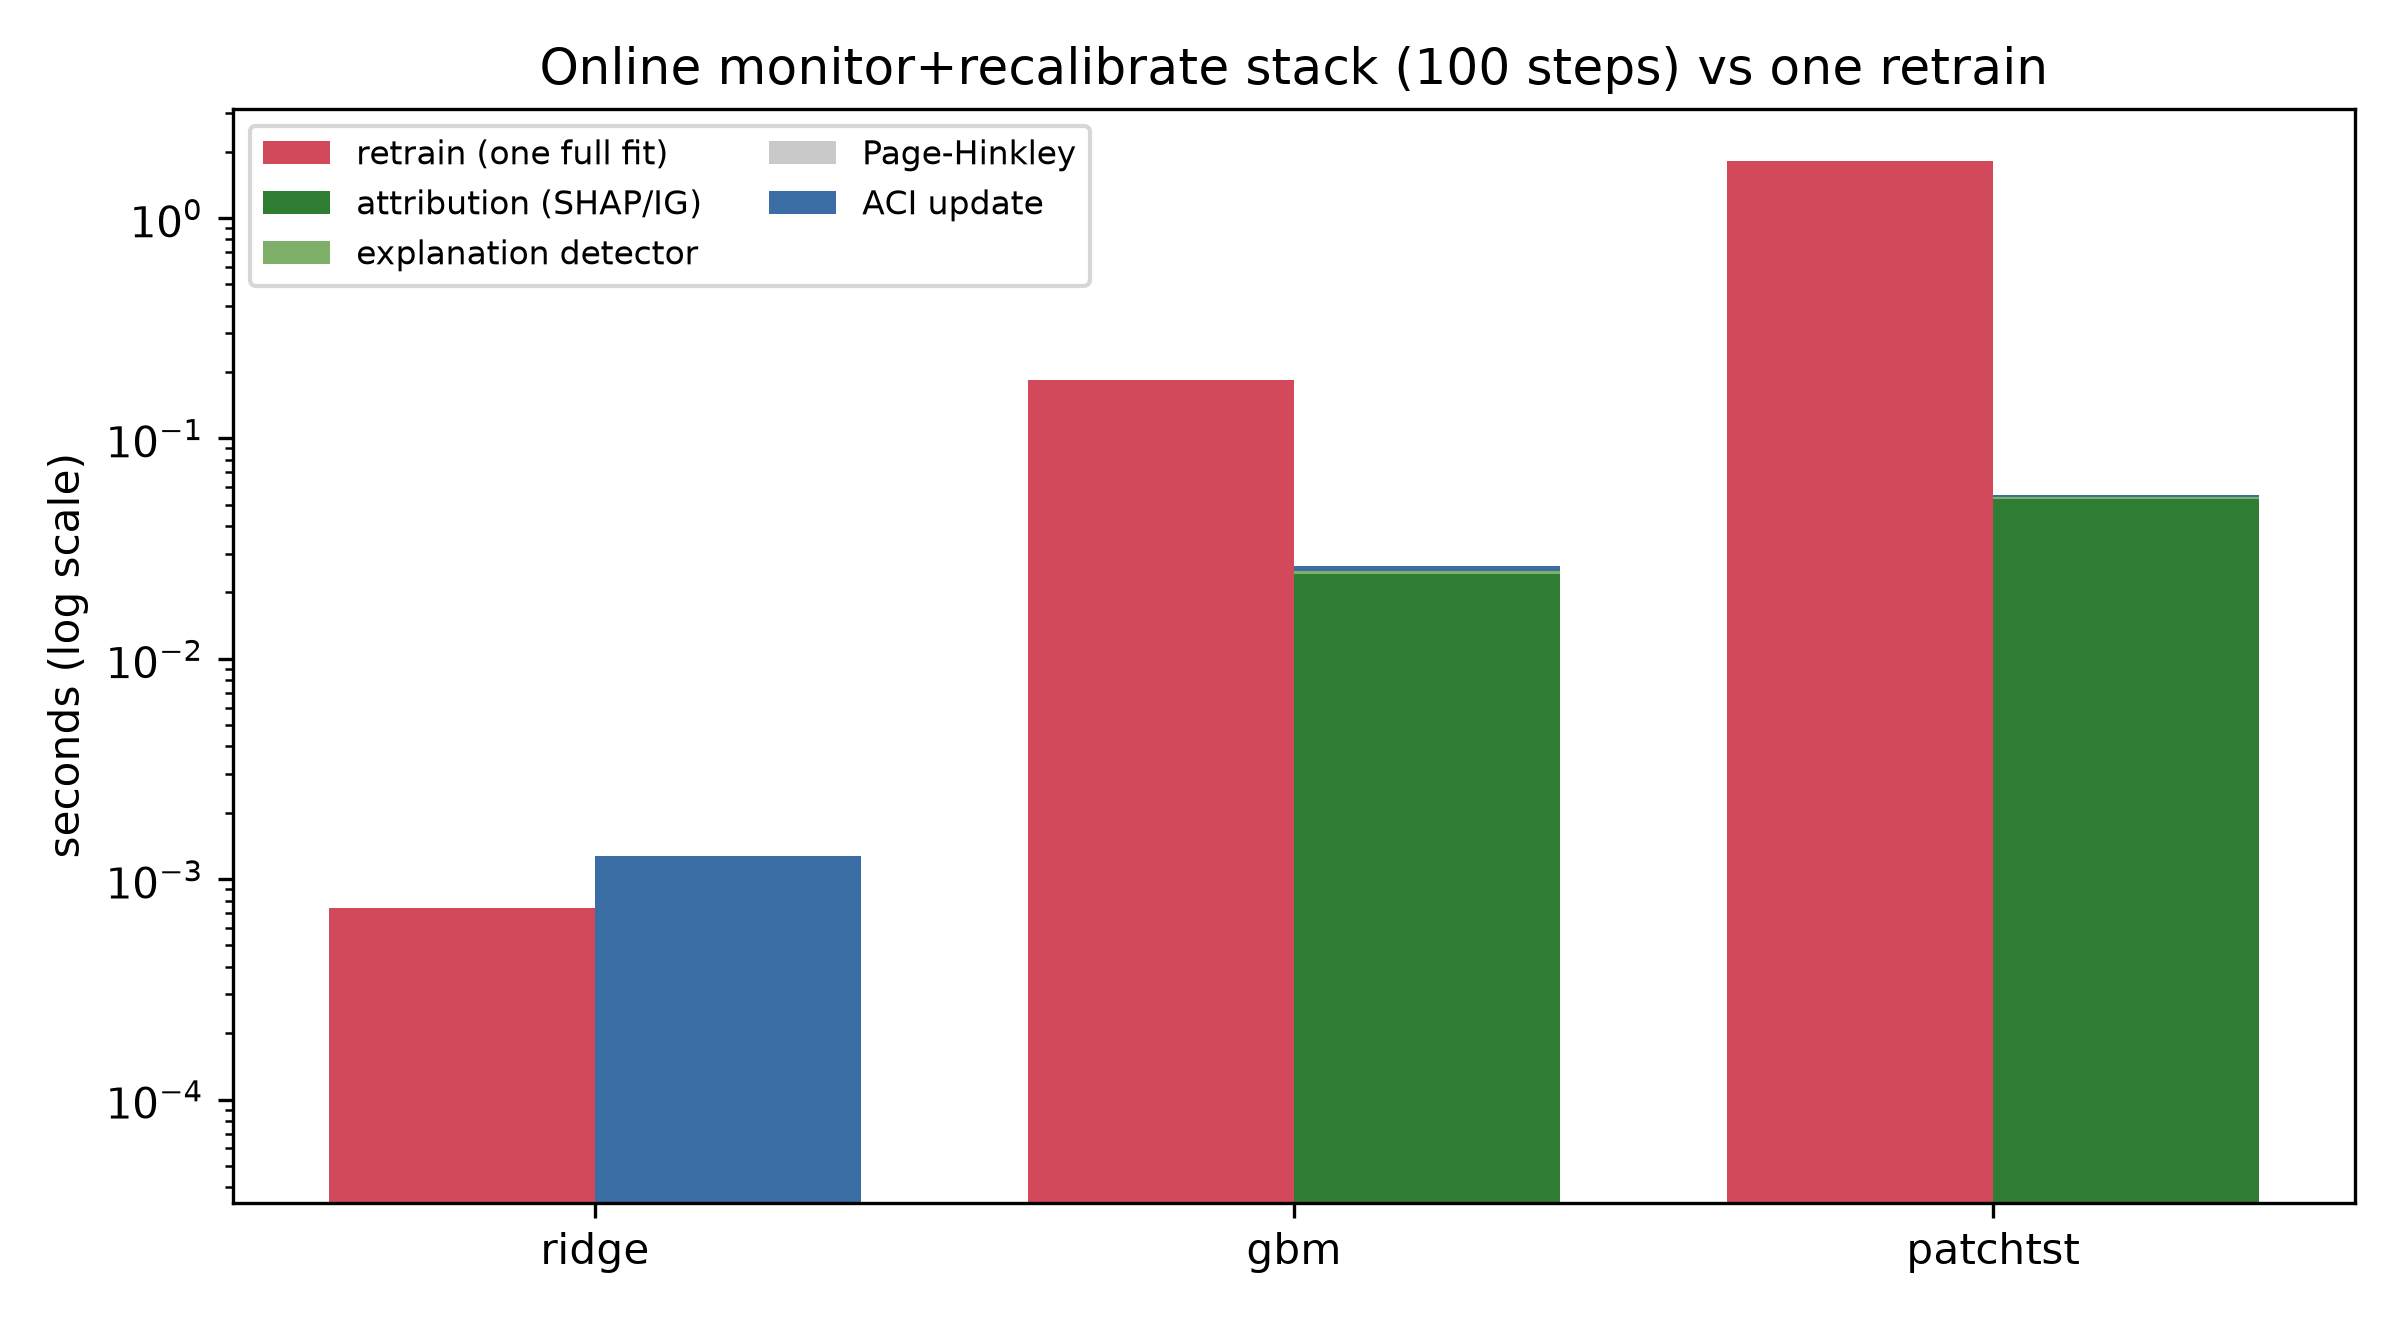 Online monitor+recalibrate stack (100 steps) vs one retrain
retrain (one full fit)
attribution (SHAP/IG)
explanation detector
Page-Hinkley
ACI update
seconds (log scale)
10⁰
10⁻¹
10⁻²
10⁻³
10⁻⁴
ridge
gbm
patchtst